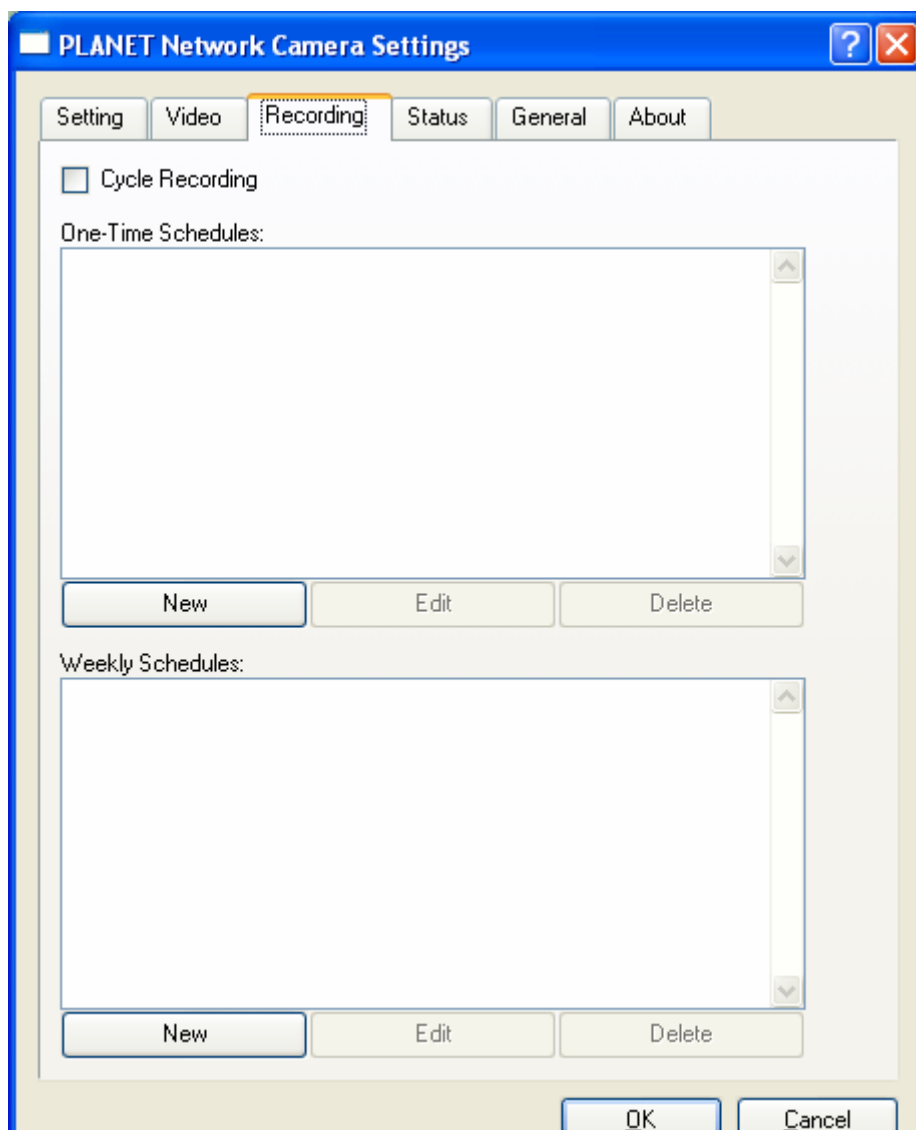 PLANET Network Camera Settings ?
Setting Video Recording Status General About
Cycle Recording
One-Time Schedules:
New Edit Delete
Weekly Schedules:
New Edit Delete
OK Cancel